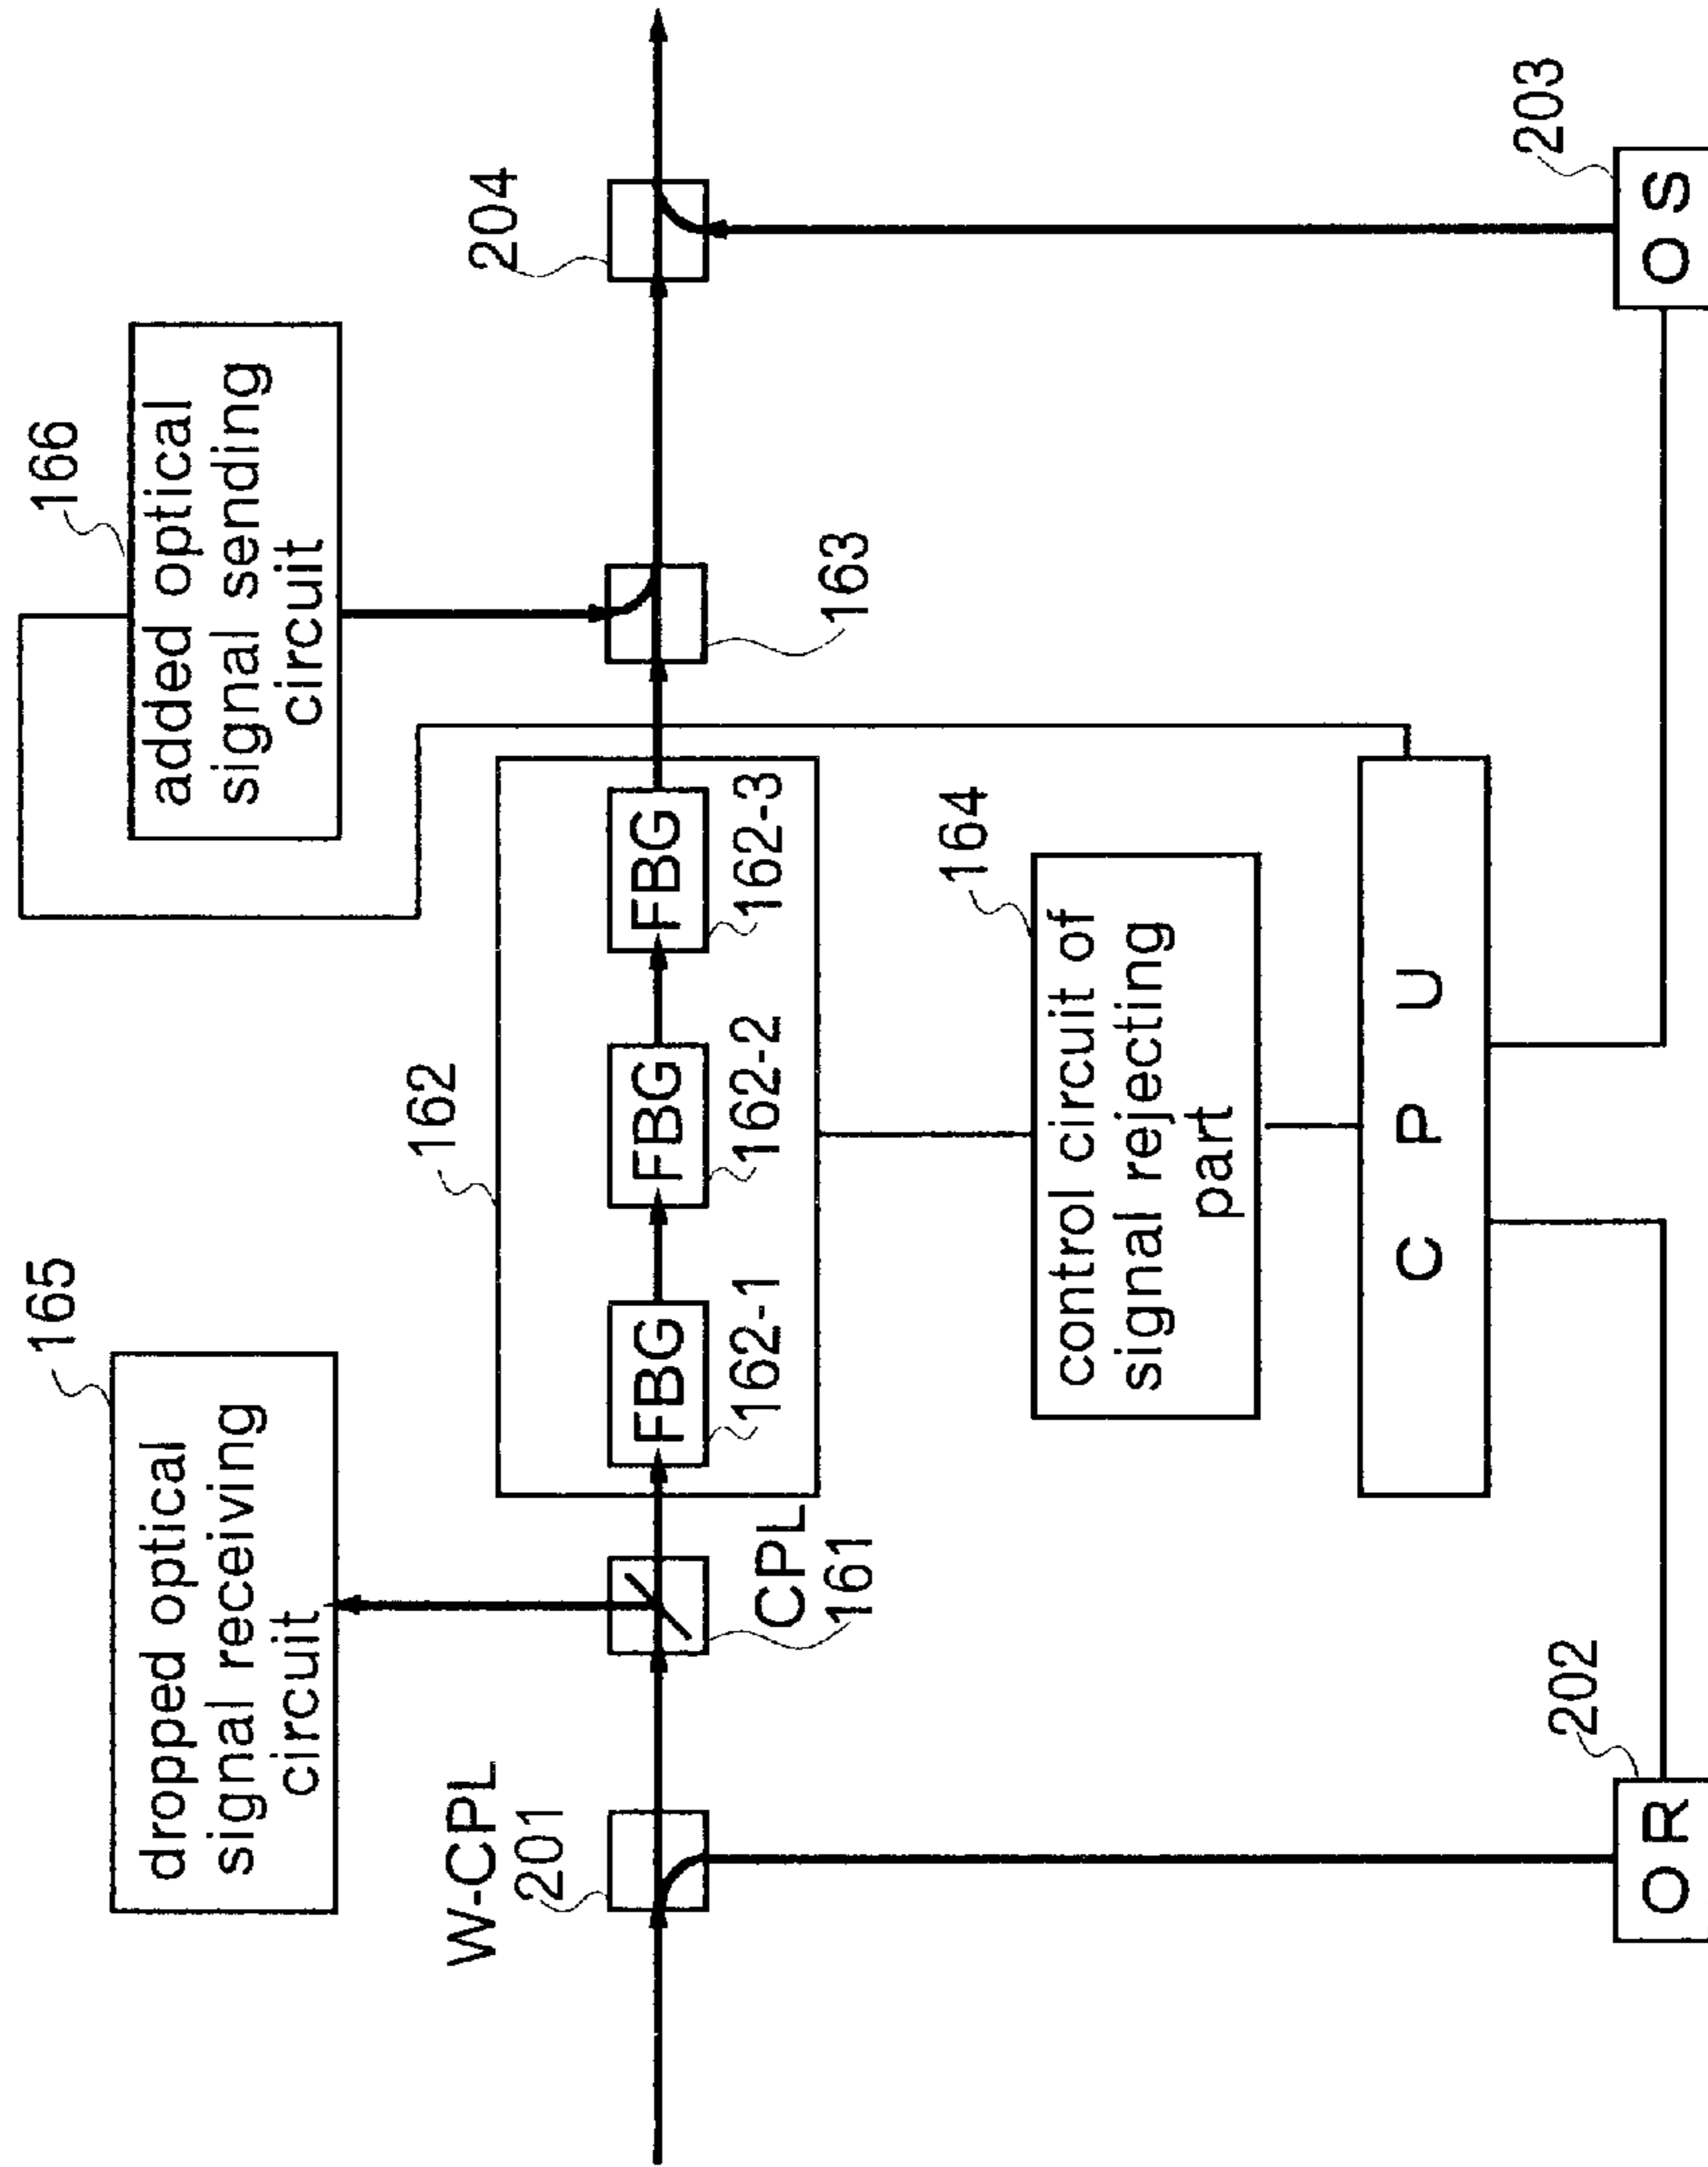 165
dropped optical
signal receiving
circuit
166
added optical
signal sending
circuit
W-CPL
201
CPL
161
162
FBG
162-1
FBG
162-2
FBG
162-3
163
204
164
control circuit of
signal rejecting
part
C P U
202
O R
203
O S